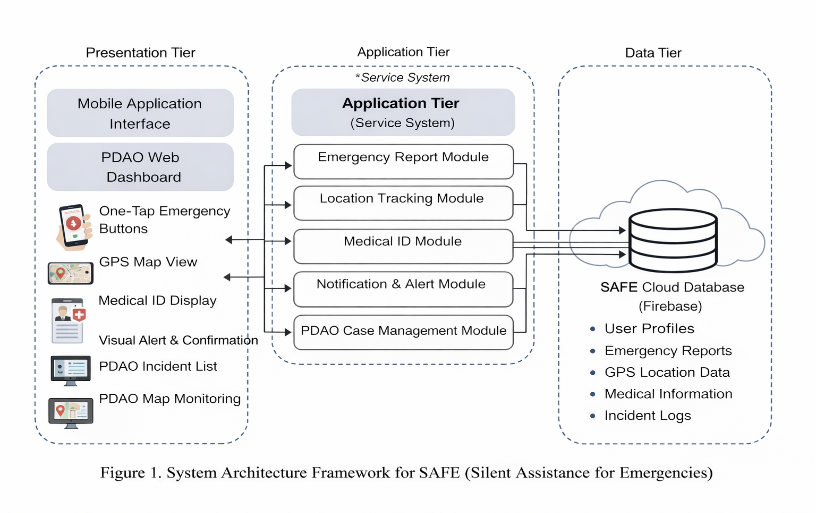 Presentation Tier
Mobile Application
Interface
PDAO Web
Dashboard
One-Tap Emergency
Buttons
GPS Map View
Medical ID Display
Visual Alert & Confirmation
PDAO Incident List
PDAO Map Monitoring
Application Tier
*Service System
Application Tier
(Service System)
Emergency Report Module
Location Tracking Module
Medical ID Module
Notification & Alert Module
PDAO Case Management Module
Data Tier
SAFE Cloud Database
(Firebase)
• User Profiles
• Emergency Reports
• GPS Location Data
• Medical Information
• Incident Logs
Figure 1. System Architecture Framework for SAFE (Silent Assistance for Emergencies)